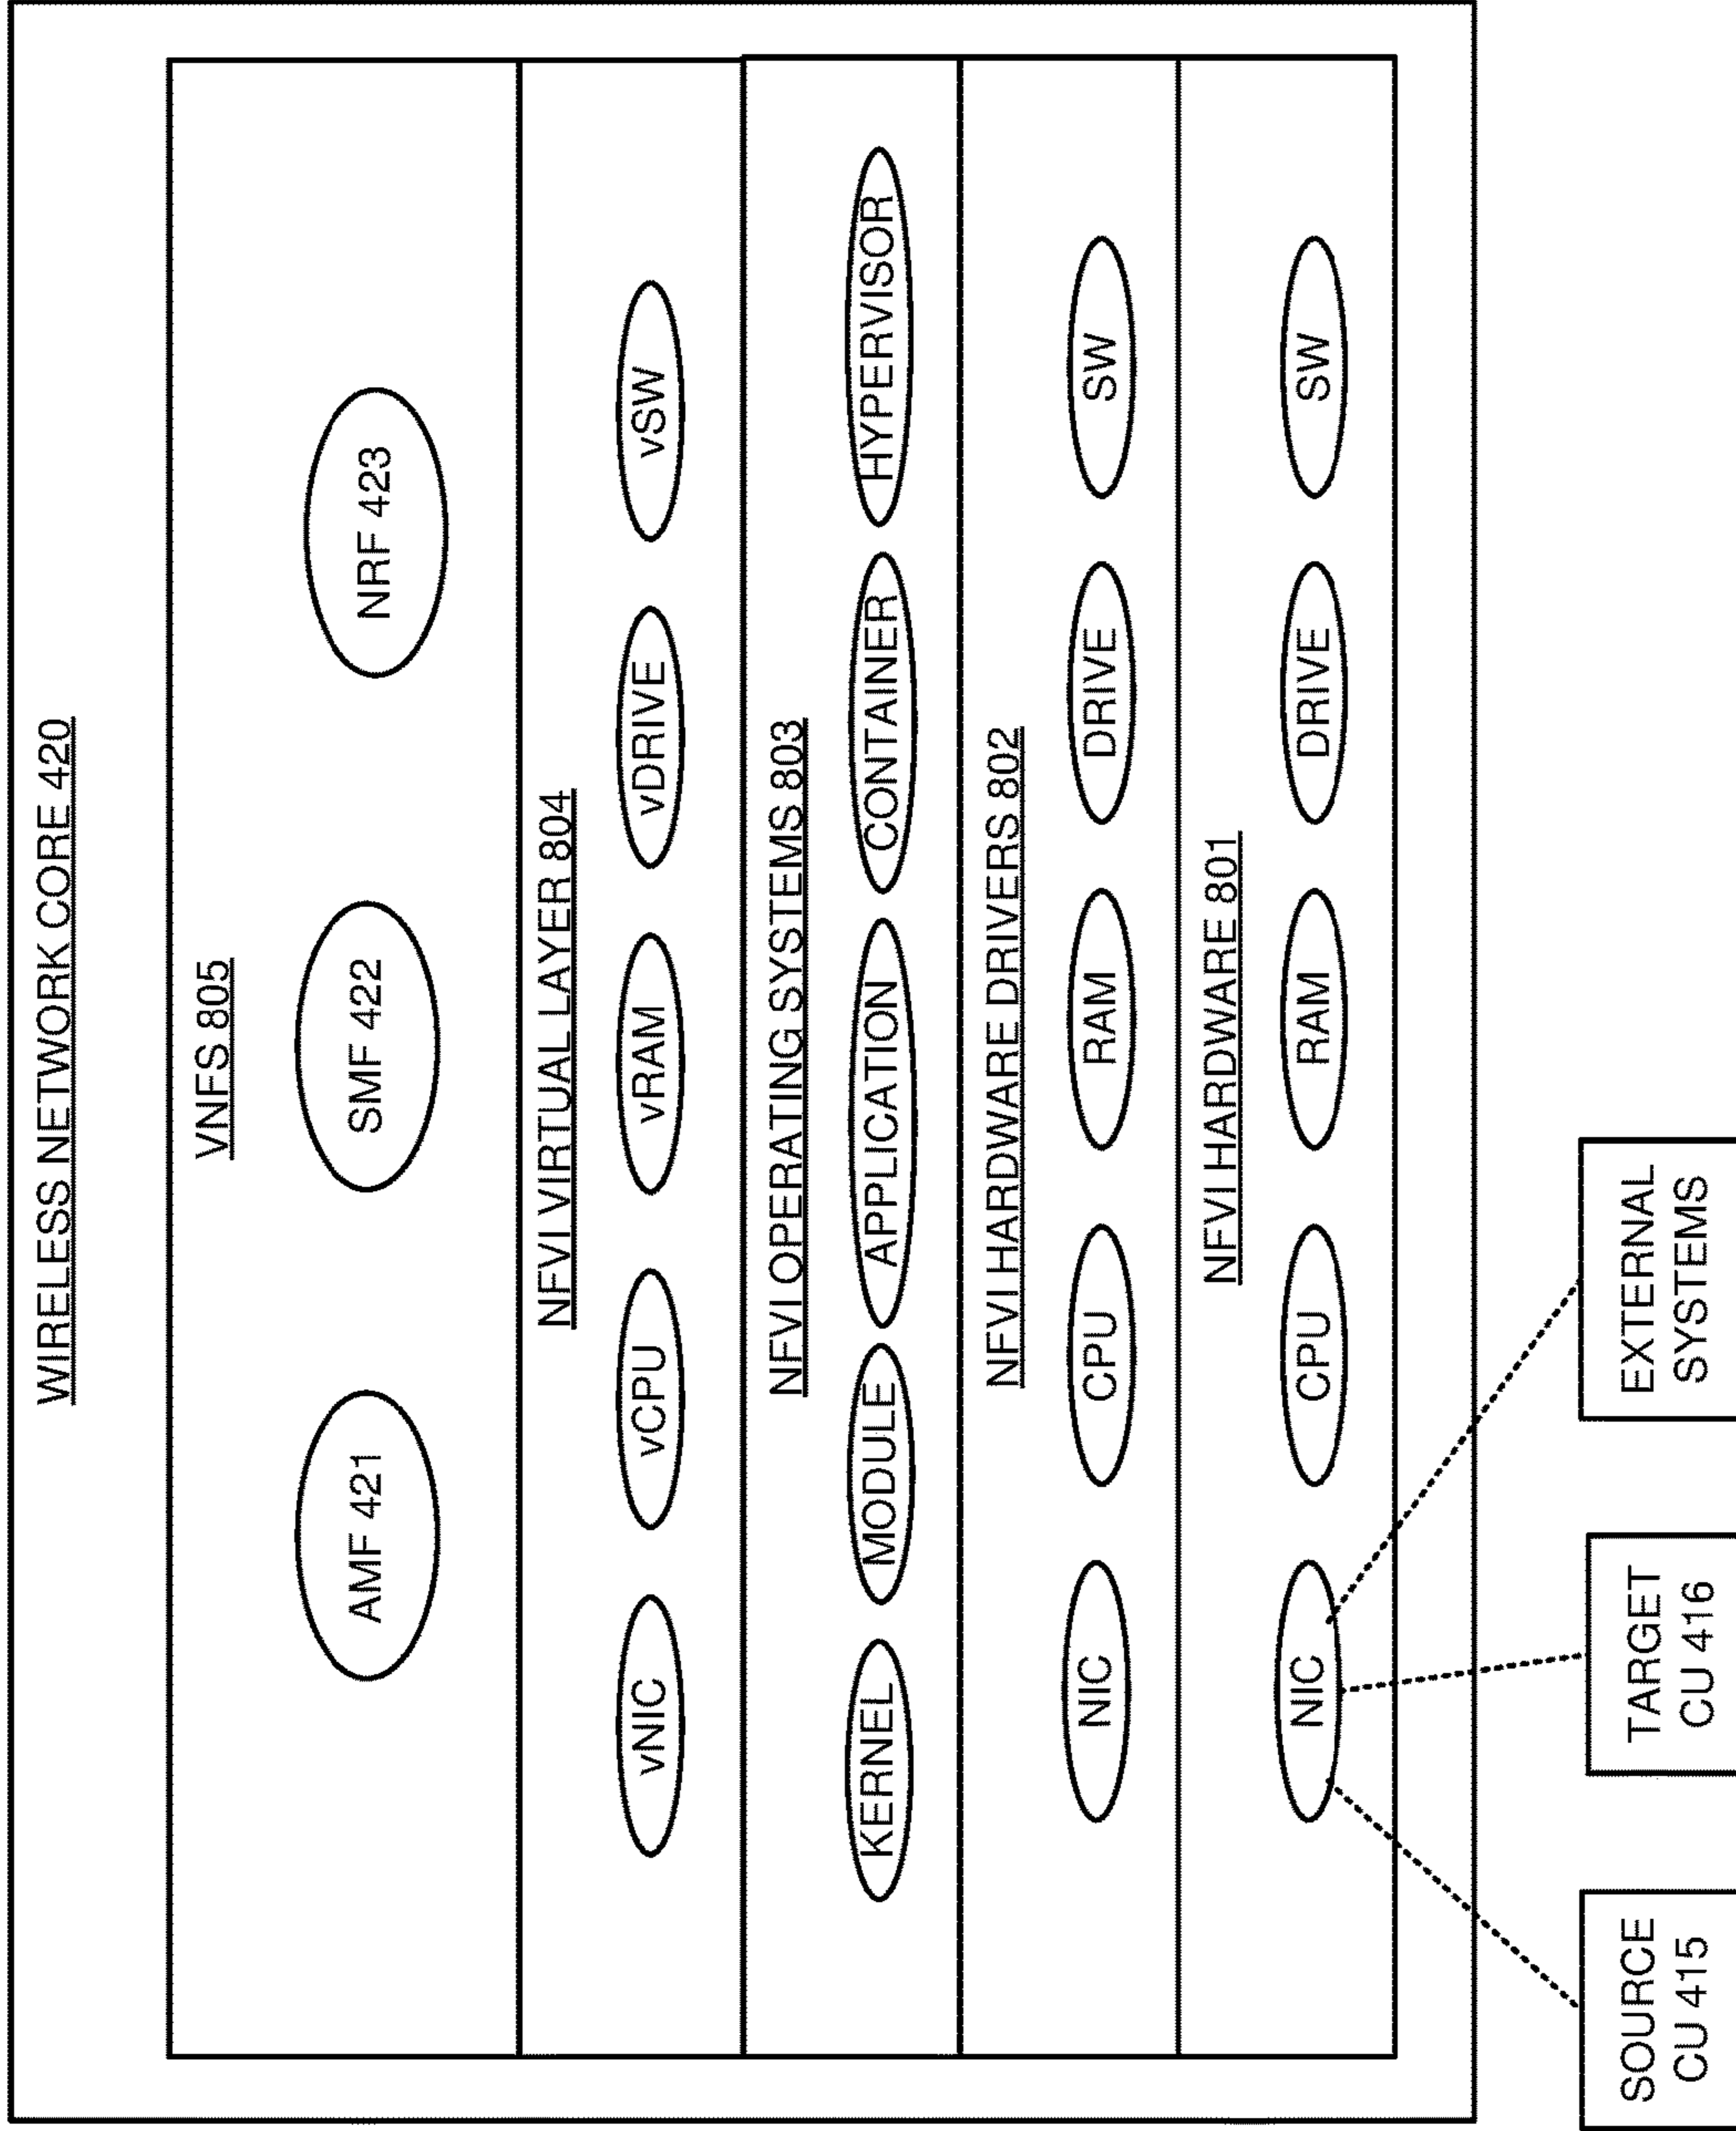 WIRELESS NETWORK CORE 420
VNFS 805
AMF 421
SMF 422
NRF 423
NFVI VIRTUAL LAYER 804
vNIC
vCPU
vRAM
vDRIVE
vSW
NFVI OPERATING SYSTEMS 803
KERNEL
MODULE
APPLICATION
CONTAINER
HYPERVISOR
NFVI HARDWARE DRIVERS 802
NIC
CPU
RAM
DRIVE
SW
NFVI HARDWARE 801
NIC
CPU
RAM
DRIVE
SW
SOURCE
CU 415
TARGET
CU 416
EXTERNAL
SYSTEMS